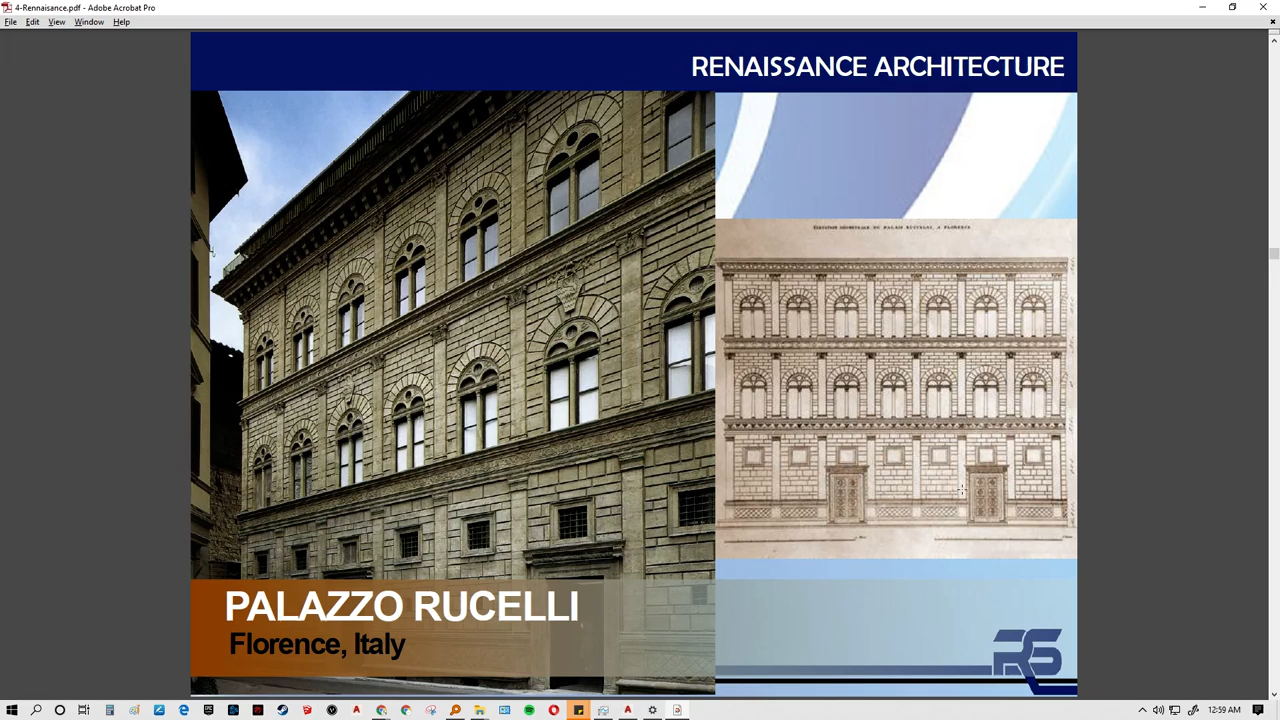 4-Rennaisance.pdf - Adobe Acrobat Pro
File Edit View Window Help
RENAISSANCE ARCHITECTURE
PALAZZO RUCELLI
Florence, Italy
RS
12:59 AM